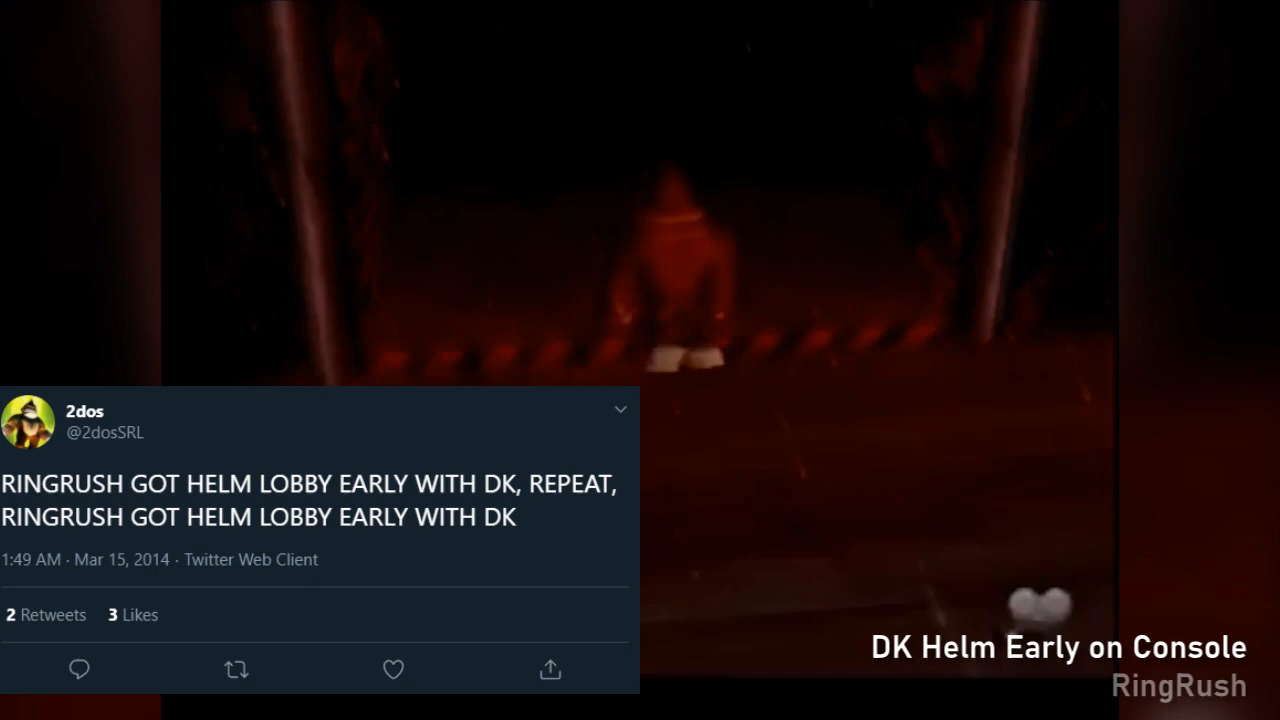 2dos
@2dosSRL
RINGRUSH GOT HELM LOBBY EARLY WITH DK, REPEAT,
RINGRUSH GOT HELM LOBBY EARLY WITH DK
1:49 AM · Mar 15, 2014 · Twitter Web Client
2 Retweets 3 Likes
DK Helm Early on Console
RingRush